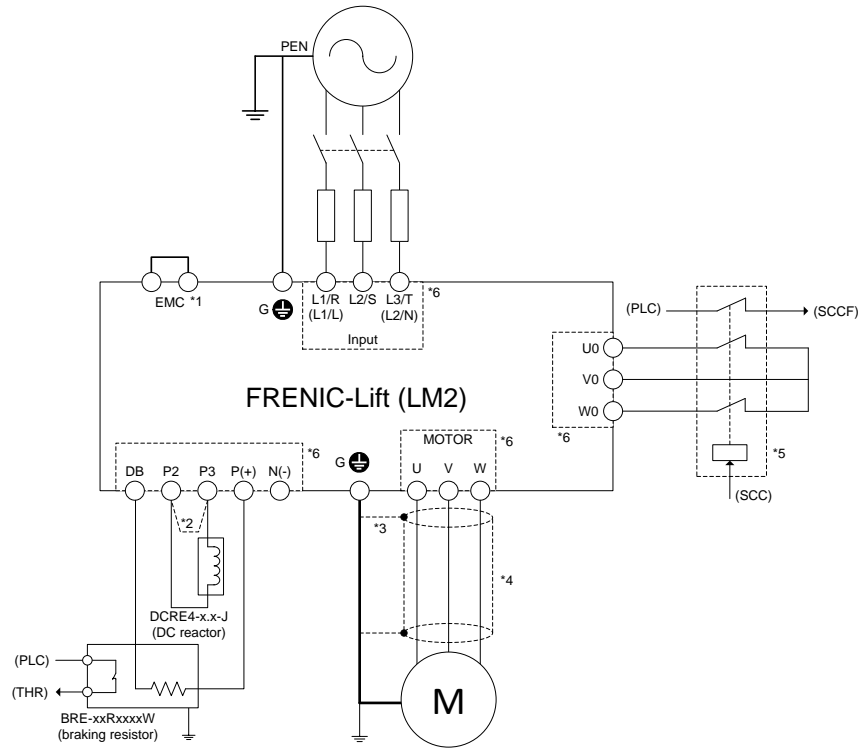 PEN
EMC *1
G
L1/R L2/S L3/T
(L1/L) (L2/N)
*6
Input
(PLC)
(SCCF)
U0
V0
W0
*6
*5
(SCC)
FRENIC-Lift (LM2)
*6
DB P2 P3 P(+) N(-)
G
MOTOR
*6
U V W
*2
*3
*4
DCRE4-x.x-J
(DC reactor)
(PLC)
(THR)
BRE-xxRxxxxW
(braking resistor)
M